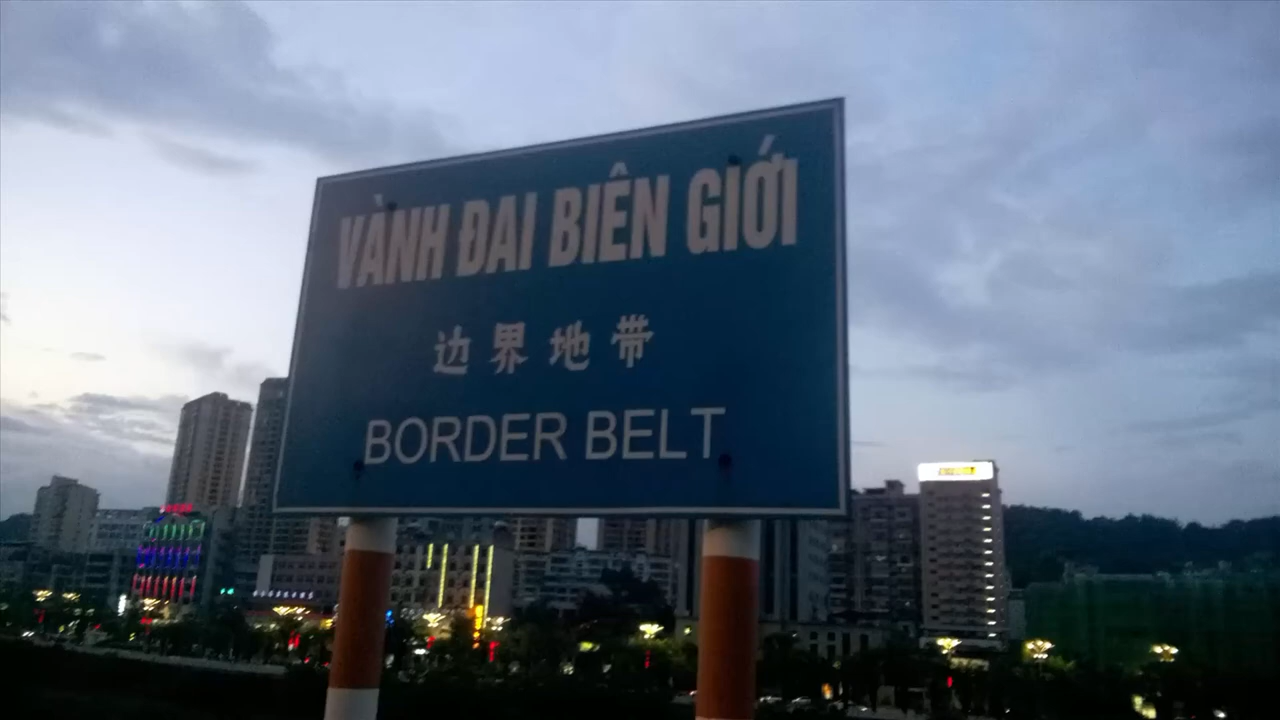 VÀNH ĐAI BIÊN GIỚI
边界地带
BORDER BELT